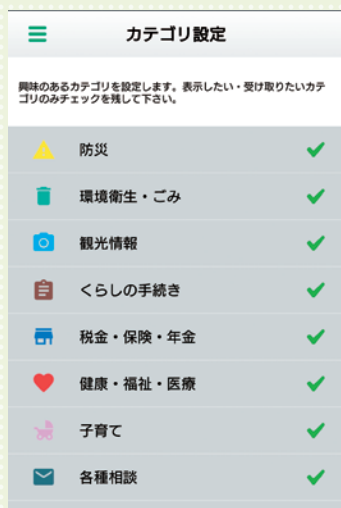 カテゴリ設定
興味のあるカテゴリを設定します。表示したい・受け取りたいカテ
ゴリのみチェックを残して下さい。
防災
環境衛生・ごみ
観光情報
くらしの手続き
税金・保険・年金
健康・福祉・医療
子育て
各種相談